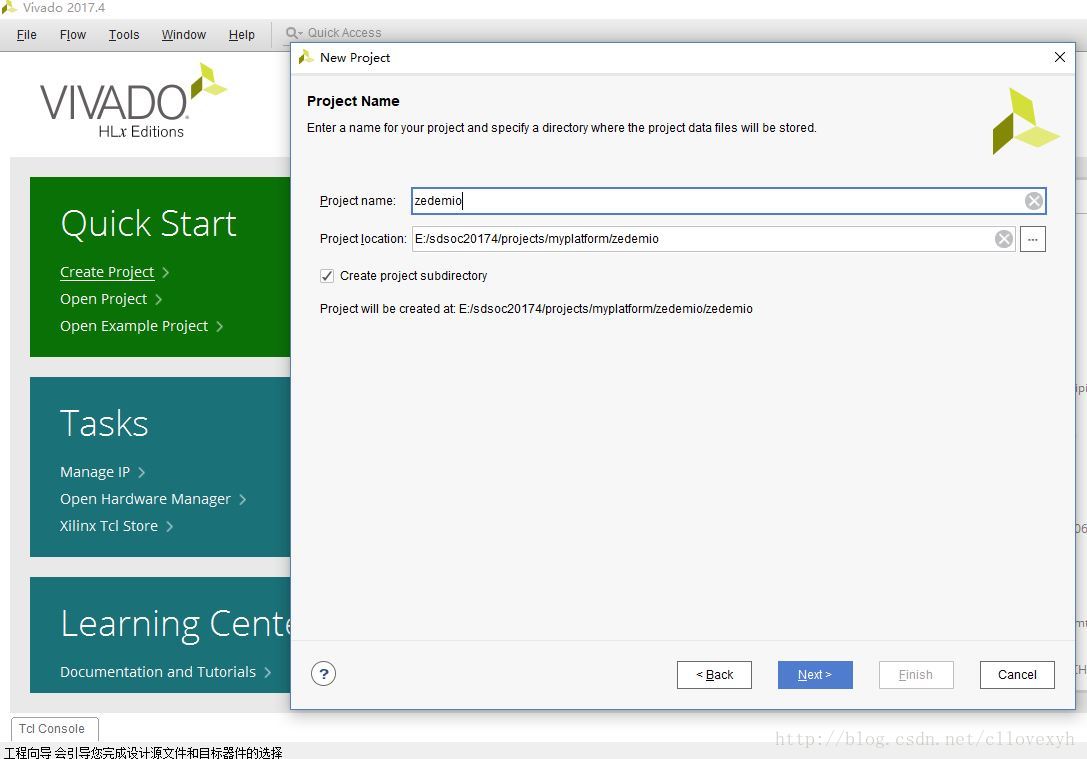 Vivado 2017.4
File Flow Tools Window Help Quick Access
VIVADO
HLx Editions
Quick Start
Create Project >
Open Project >
Open Example Project >
Tasks
Manage IP >
Open Hardware Manager >
Xilinx Tcl Store >
Learning Cente
Documentation and Tutorials >
Tcl Console
工程向导 会引导您完成设计源文件和目标器件的选择
New Project
Project Name
Enter a name for your project and specify a directory where the project data files will be stored.
Project name: zedemio
Project location: E:/sdsoc20174/projects/myplatform/zedemio ...
Create project subdirectory
Project will be created at: E:/sdsoc20174/projects/myplatform/zedemio/zedemio
? < Back Next > Finish Cancel
http://blog.csdn.net/cllovexyh